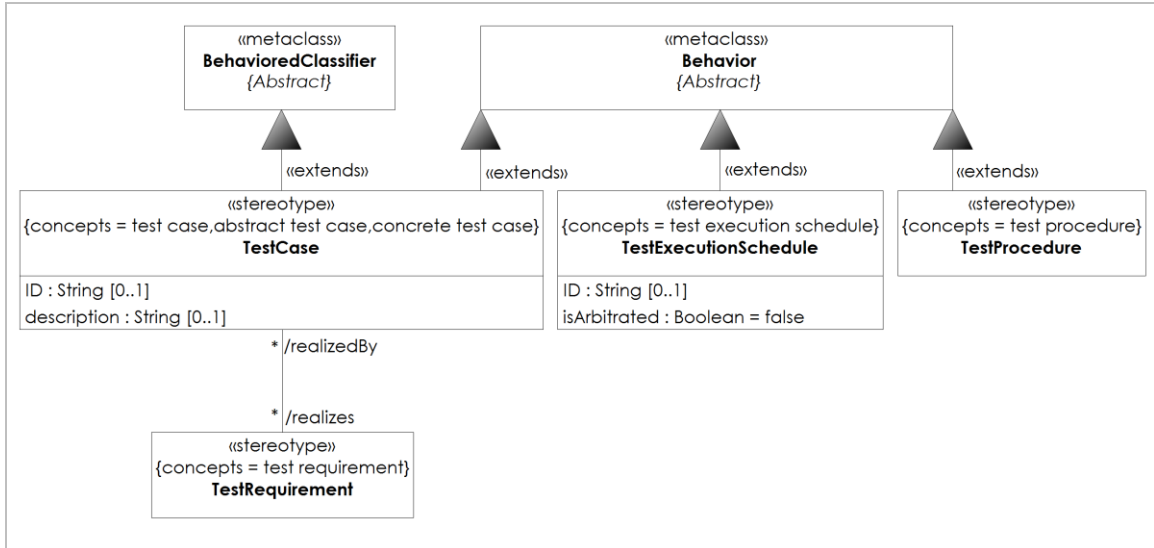 «metaclass»
BehavioredClassifier
{Abstract}
«metaclass»
Behavior
{Abstract}
«extends»
«extends»
«extends»
«extends»
«stereotype»
{concepts = test case,abstract test case,concrete test case}
TestCase
ID : String [0..1]
description : String [0..1]
«stereotype»
{concepts = test execution schedule}
TestExecutionSchedule
ID : String [0..1]
isArbitrated : Boolean = false
«stereotype»
{concepts = test procedure}
TestProcedure
* /realizedBy
* /realizes
«stereotype»
{concepts = test requirement}
TestRequirement